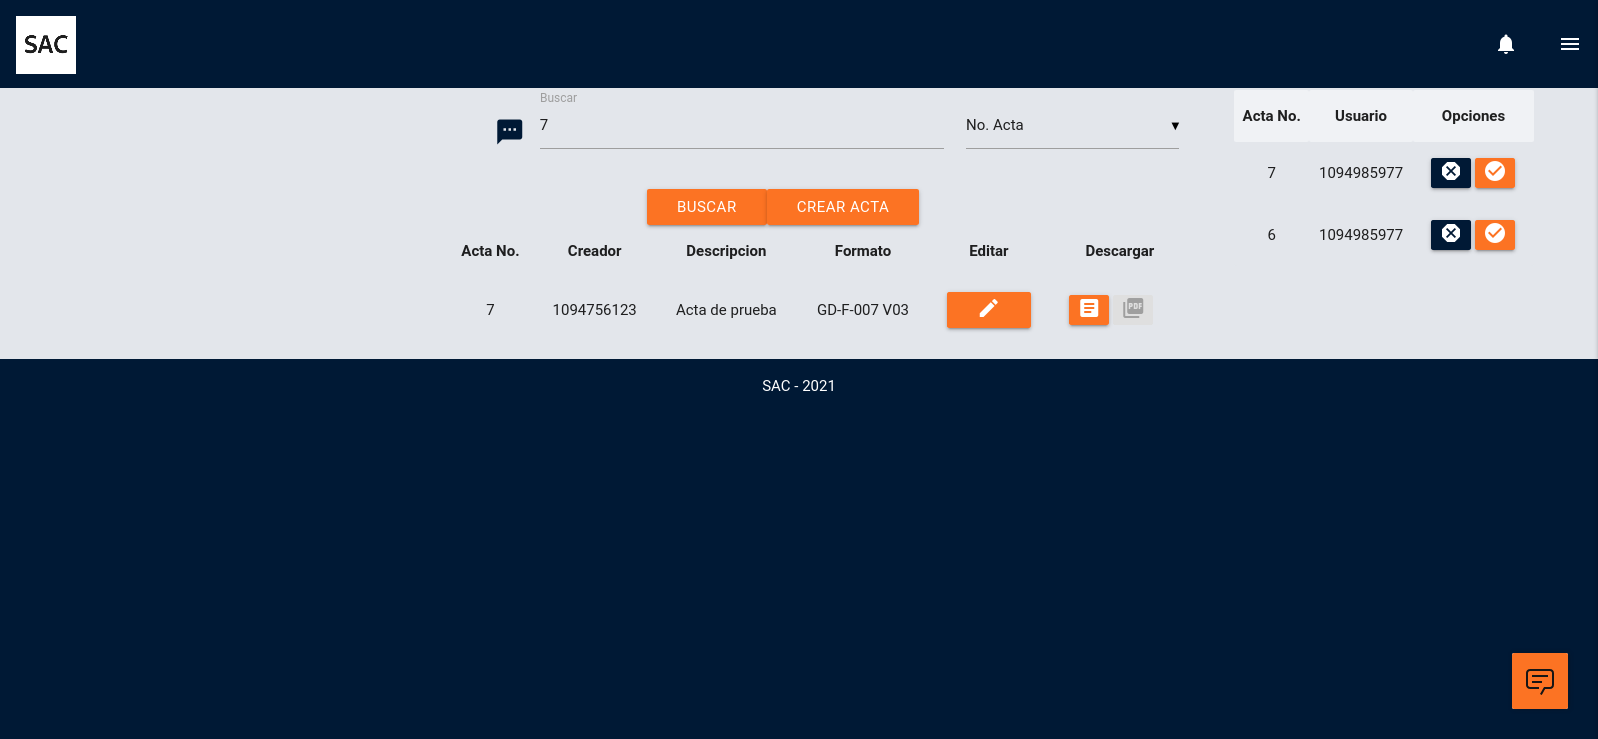 SAC
Buscar
7
No. Acta
BUSCAR
CREAR ACTA
Acta No. Creador Descripcion Formato Editar Descargar
7 1094756123 Acta de prueba GD-F-007 V03 PDF
Acta No. Usuario Opciones
7 1094985977
6 1094985977
SAC - 2021